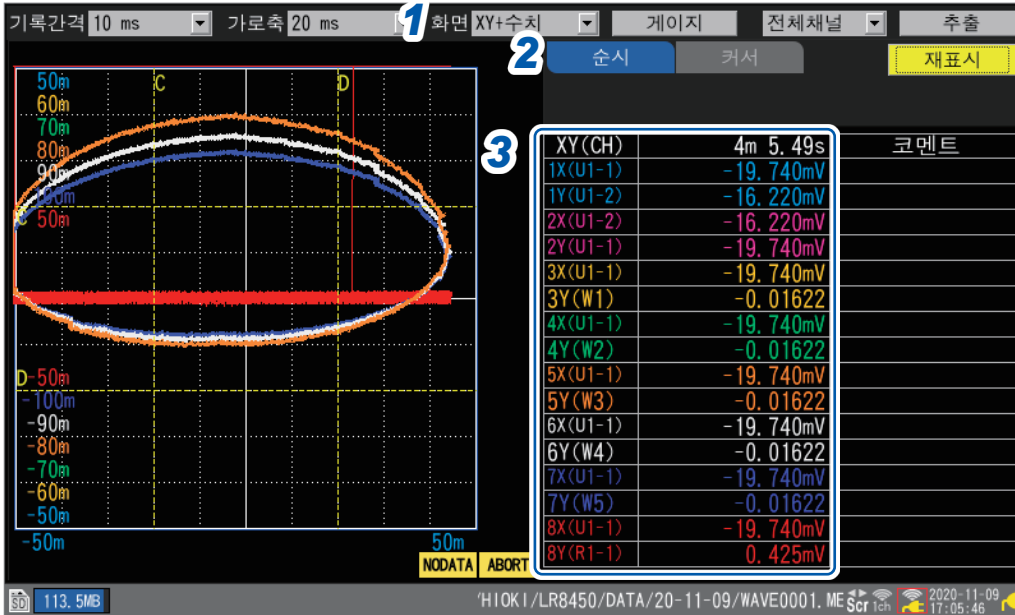 기록간격 10 ms 가로축 20 ms 1 화면 XY+수치 게이지 전체채널 추출
2 순시 커서 재표시
50m C D
60m
70m
80m
90m
C 50m
3 XY(CH) 4m 5.49s 코멘트
1X(U1-1) -19.740mV
1Y(U1-2) -16.220mV
2X(U1-2) -16.220mV
2Y(U1-1) -19.740mV
3X(U1-1) -19.740mV
3Y(W1) -0.01622
4X(U1-1) -19.740mV
4Y(W2) -0.01622
5X(U1-1) -19.740mV
5Y(W3) -0.01622
6X(U1-1) -19.740mV
6Y(W4) -0.01622
7X(U1-1) -19.740mV
7Y(W5) -0.01622
8X(U1-1) -19.740mV
8Y(R1-1) 0.425mV
D -50m
-100m
-90m
-80m
-70m
-60m
-50m
-50m 50m
NODATA ABORT
SD 113.5MB 'HIOKI/LR8450/DATA/20-11-09/WAVE0001.ME Scr 1ch 2020-11-09
17:05:46